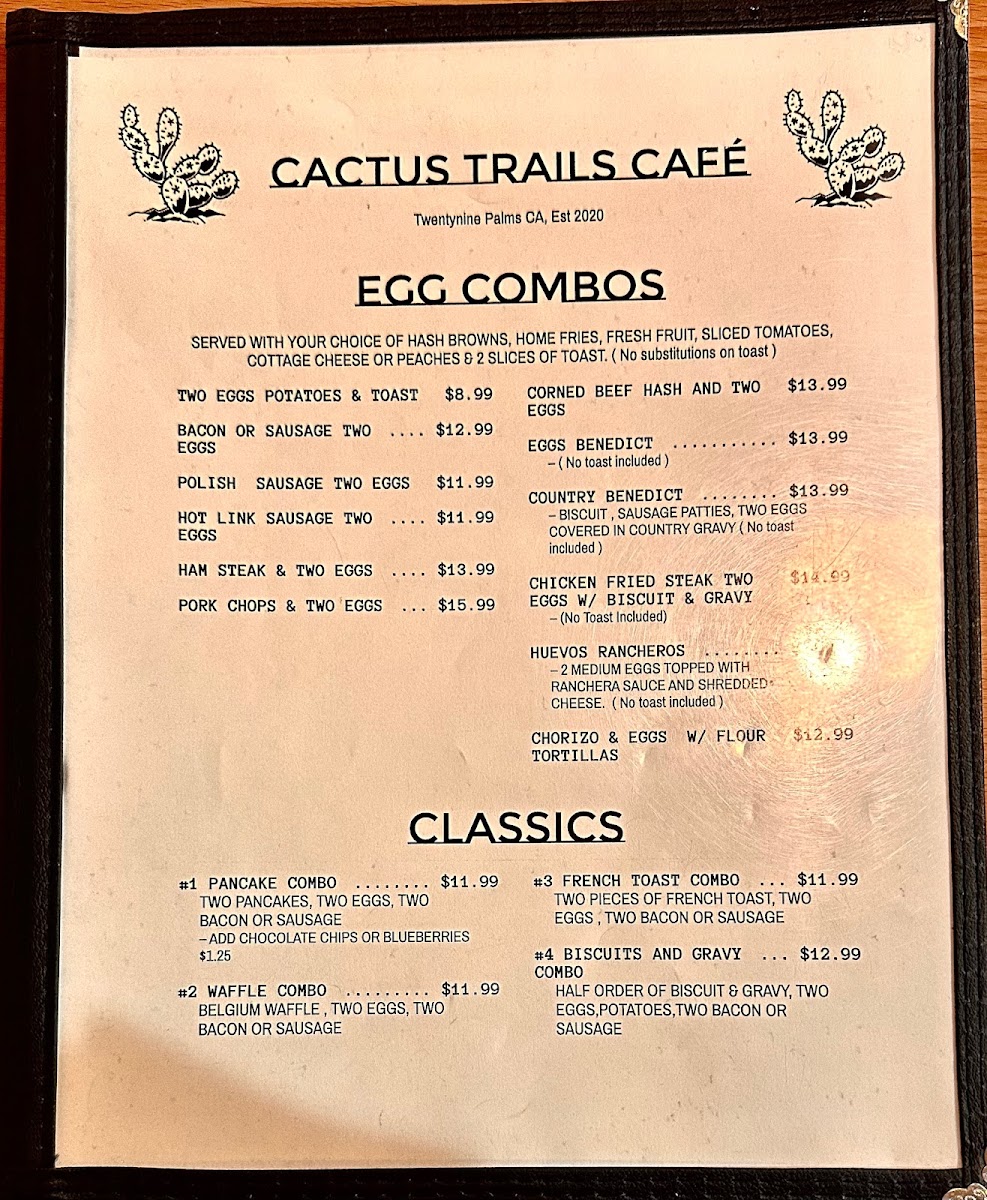 CACTUS TRAILS CAFÉ
Twentynine Palms CA, Est 2020
EGG COMBOS
SERVED WITH YOUR CHOICE OF HASH BROWNS, HOME FRIES, FRESH FRUIT, SLICED TOMATOES,
COTTAGE CHEESE OR PEACHES & 2 SLICES OF TOAST. ( No substitutions on toast )
TWO EGGS POTATOES & TOAST $8.99
BACON OR SAUSAGE TWO .... $12.99
EGGS
POLISH SAUSAGE TWO EGGS $11.99
HOT LINK SAUSAGE TWO .... $11.99
EGGS
HAM STEAK & TWO EGGS .... $13.99
PORK CHOPS & TWO EGGS ... $15.99
CORNED BEEF HASH AND TWO $13.99
EGGS
EGGS BENEDICT ........... $13.99
– ( No toast included )
COUNTRY BENEDICT ........ $13.99
– BISCUIT , SAUSAGE PATTIES, TWO EGGS
COVERED IN COUNTRY GRAVY ( No toast
included )
CHICKEN FRIED STEAK TWO $14.99
EGGS W/ BISCUIT & GRAVY
– (No Toast Included)
HUEVOS RANCHEROS ........
– 2 MEDIUM EGGS TOPPED WITH
RANCHERA SAUCE AND SHREDDED
CHEESE. ( No toast included )
CHORIZO & EGGS W/ FLOUR $12.99
TORTILLAS
CLASSICS
#1 PANCAKE COMBO ........ $11.99
TWO PANCAKES, TWO EGGS, TWO
BACON OR SAUSAGE
– ADD CHOCOLATE CHIPS OR BLUEBERRIES
$1.25
#2 WAFFLE COMBO ......... $11.99
BELGIUM WAFFLE , TWO EGGS, TWO
BACON OR SAUSAGE
#3 FRENCH TOAST COMBO ... $11.99
TWO PIECES OF FRENCH TOAST, TWO
EGGS , TWO BACON OR SAUSAGE
#4 BISCUITS AND GRAVY ... $12.99
COMBO
HALF ORDER OF BISCUIT & GRAVY, TWO
EGGS,POTATOES,TWO BACON OR
SAUSAGE